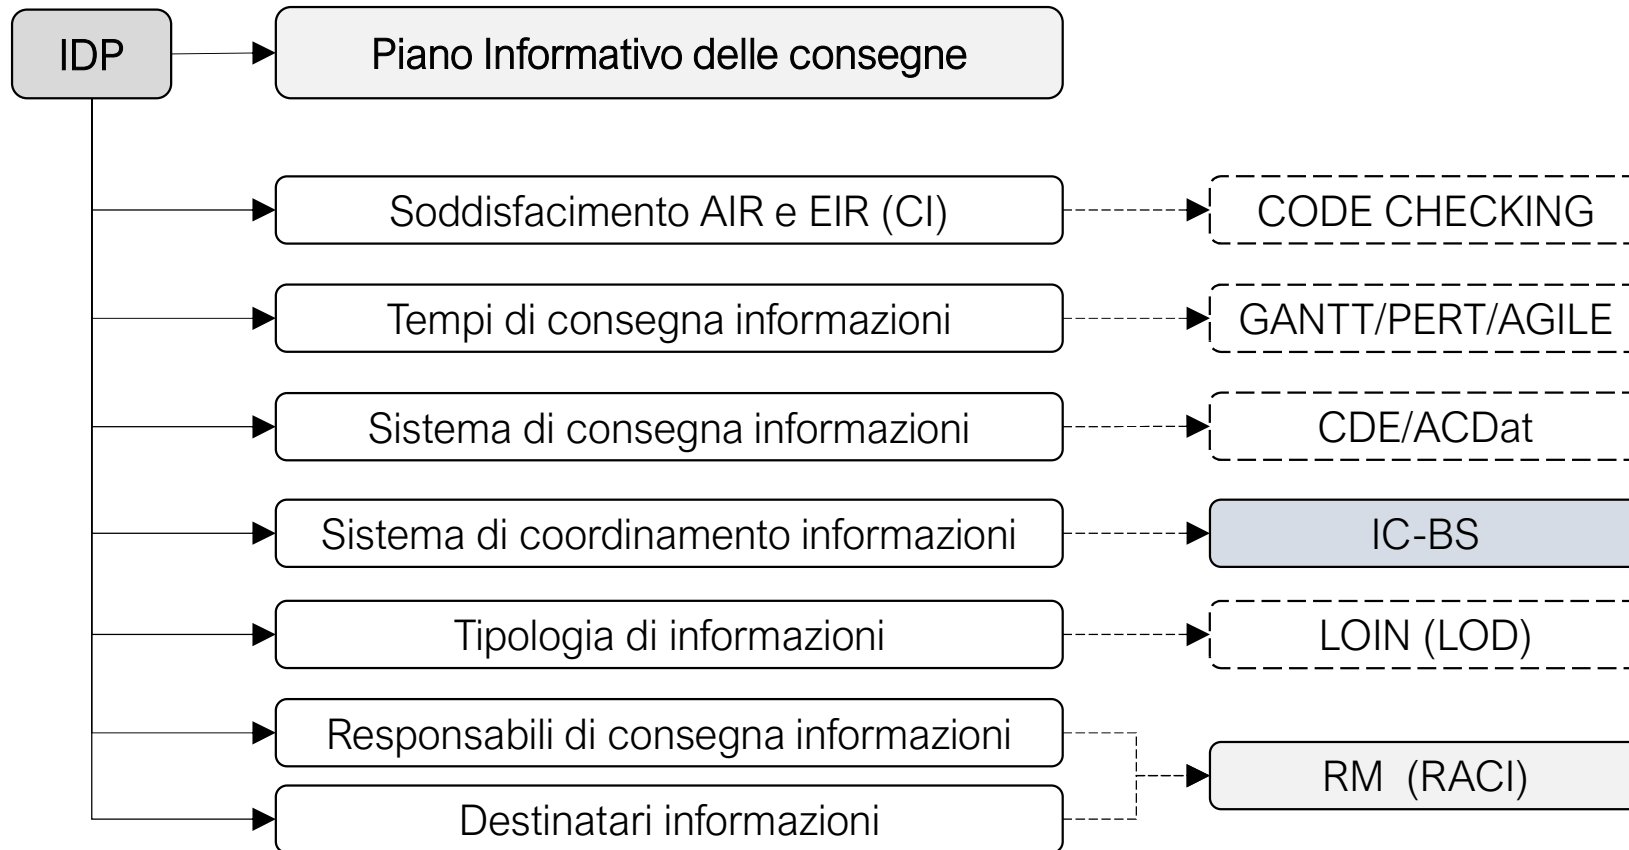 IDP
Piano Informativo delle consegne
Soddisfacimento AIR e EIR (CI)
CODE CHECKING
Tempi di consegna informazioni
GANTT/PERT/AGILE
Sistema di consegna informazioni
CDE/ACDat
Sistema di coordinamento informazioni
IC-BS
Tipologia di informazioni
LOIN (LOD)
Responsabili di consegna informazioni
RM (RACI)
Destinatari informazioni